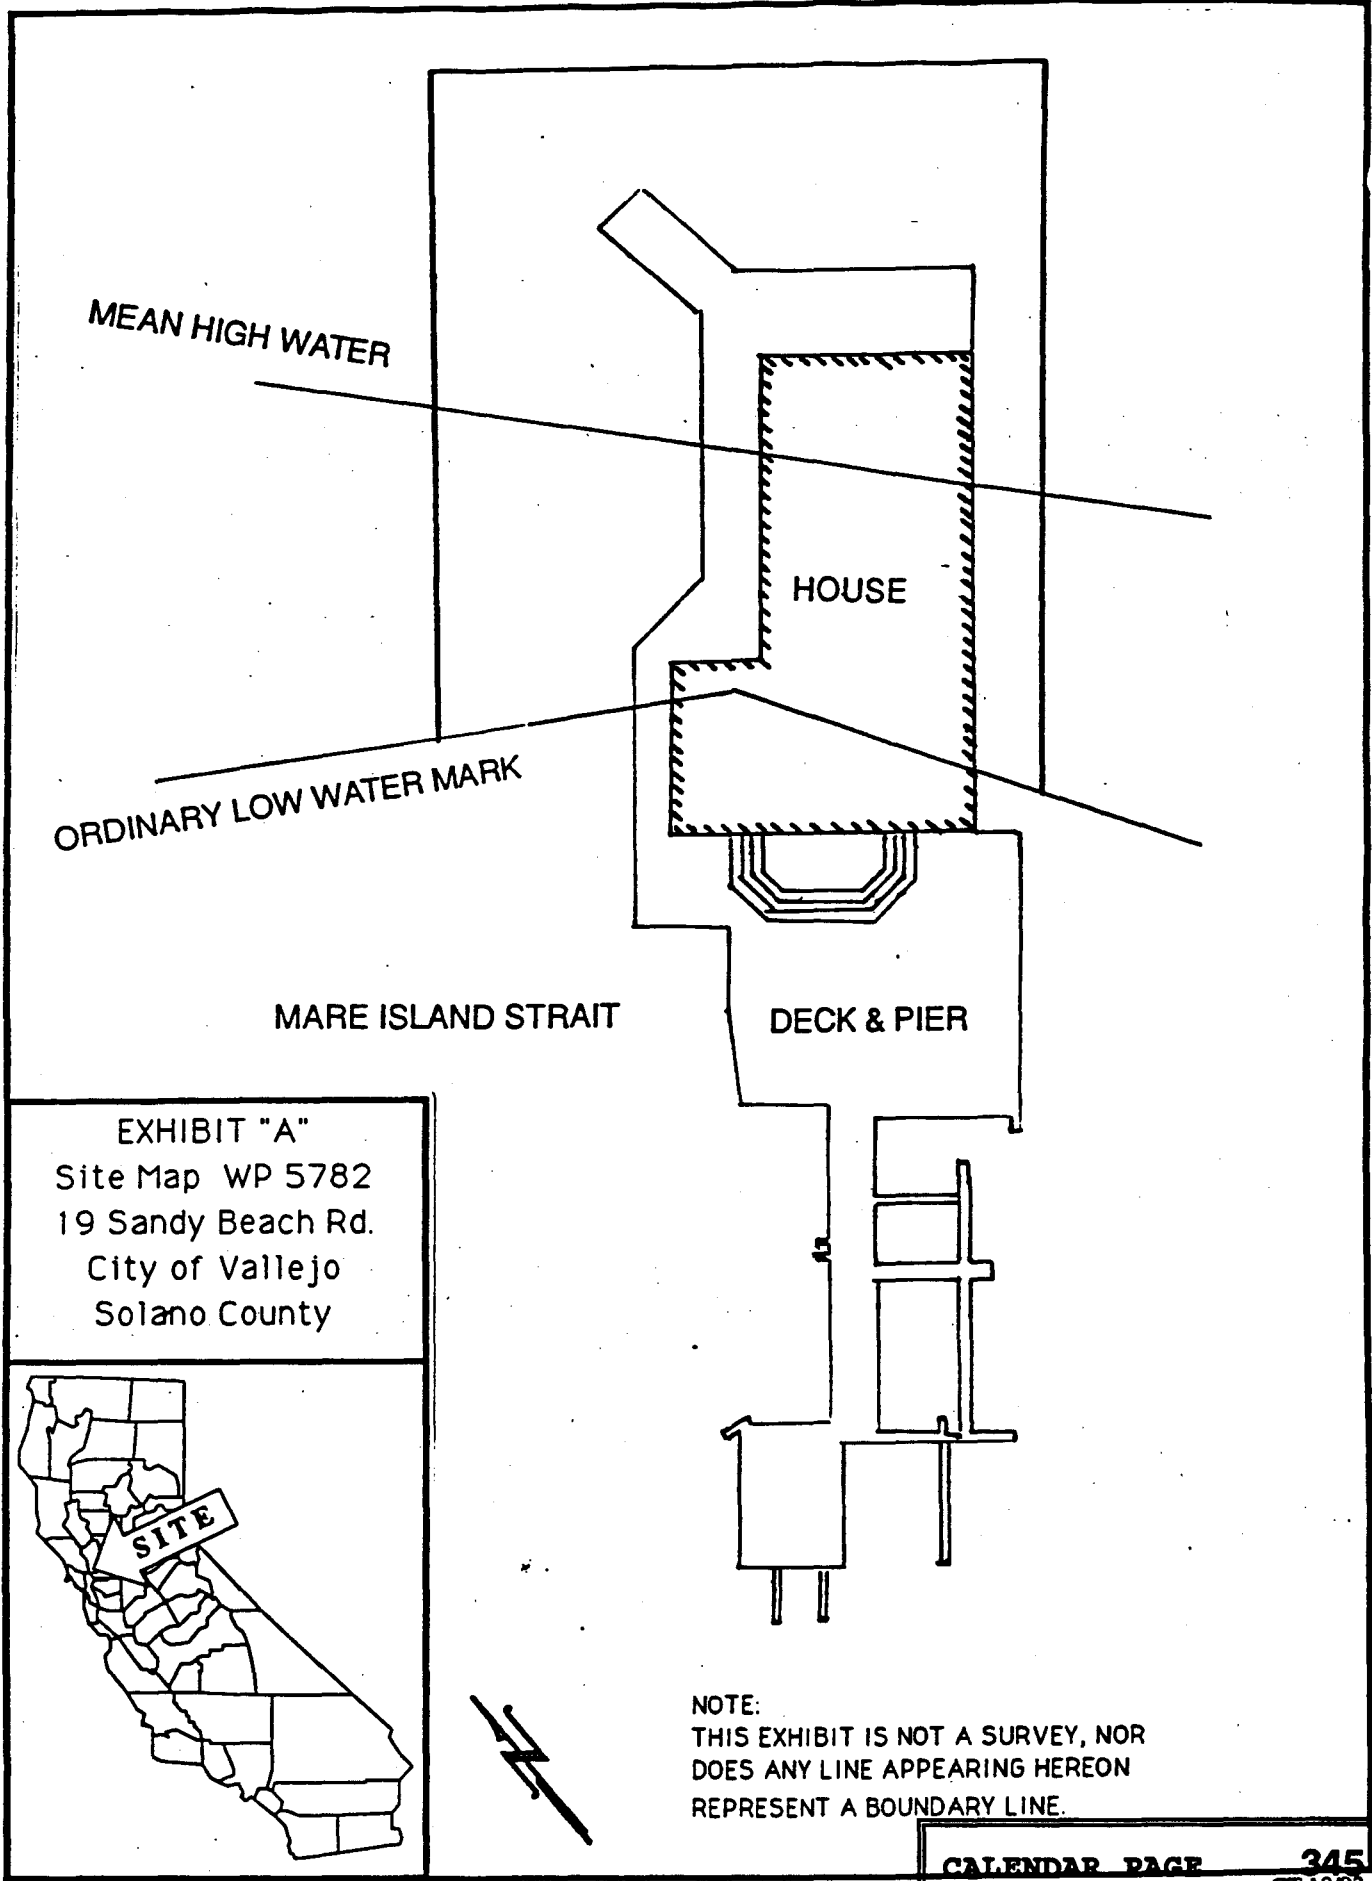 MEAN HIGH WATER
HOUSE
ORDINARY LOW WATER MARK
MARE ISLAND STRAIT
DECK & PIER
EXHIBIT "A"
Site Map WP 5782
19 Sandy Beach Rd.
City of Vallejo
Solano County
SITE
NOTE:
THIS EXHIBIT IS NOT A SURVEY, NOR
DOES ANY LINE APPEARING HEREON
REPRESENT A BOUNDARY LINE.
CALENDAR PAGE 345